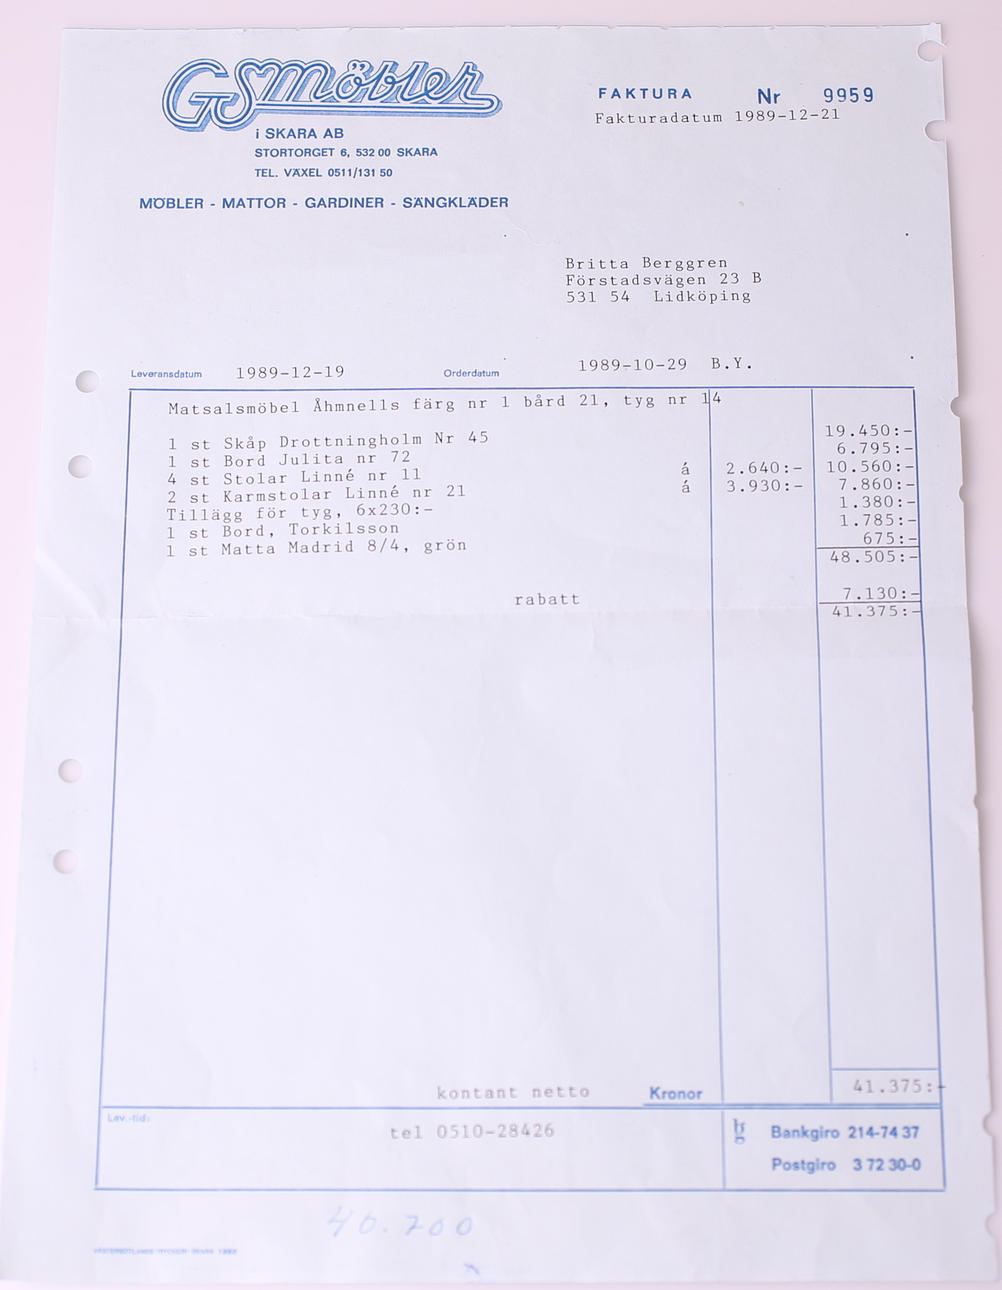 GS Möbler
i SKARA AB
STORTORGET 6, 532 00 SKARA
TEL. VÄXEL 0511/131 50
MÖBLER - MATTOR - GARDINER - SÄNGKLÄDER
FAKTURA Nr 9959
Fakturadatum 1989-12-21
Britta Berggren
Förstadsvägen 23 B
531 54 Lidköping
Leveransdatum 1989-12-19 Orderdatum 1989-10-29 B.Y.
Matsalsmöbel Åhmnells färg nr 1 bård 21, tyg nr 14
1 st Skåp Drottningholm Nr 45 19.450:-
1 st Bord Julita nr 72 6.795:-
4 st Stolar Linné nr 11 á 2.640:- 10.560:-
2 st Karmstolar Linné nr 21 á 3.930:- 7.860:-
Tillägg för tyg, 6x230:- 1.380:-
1 st Bord, Torkilsson 1.785:-
1 st Matta Madrid 8/4, grön 675:-
48.505:-
rabatt 7.130:-
41.375:-
kontant netto Kronor 41.375:-
Lev.-tid:
tel 0510-28426
bg Bankgiro 214-74 37
Postgiro 3 72 30-0
40.700